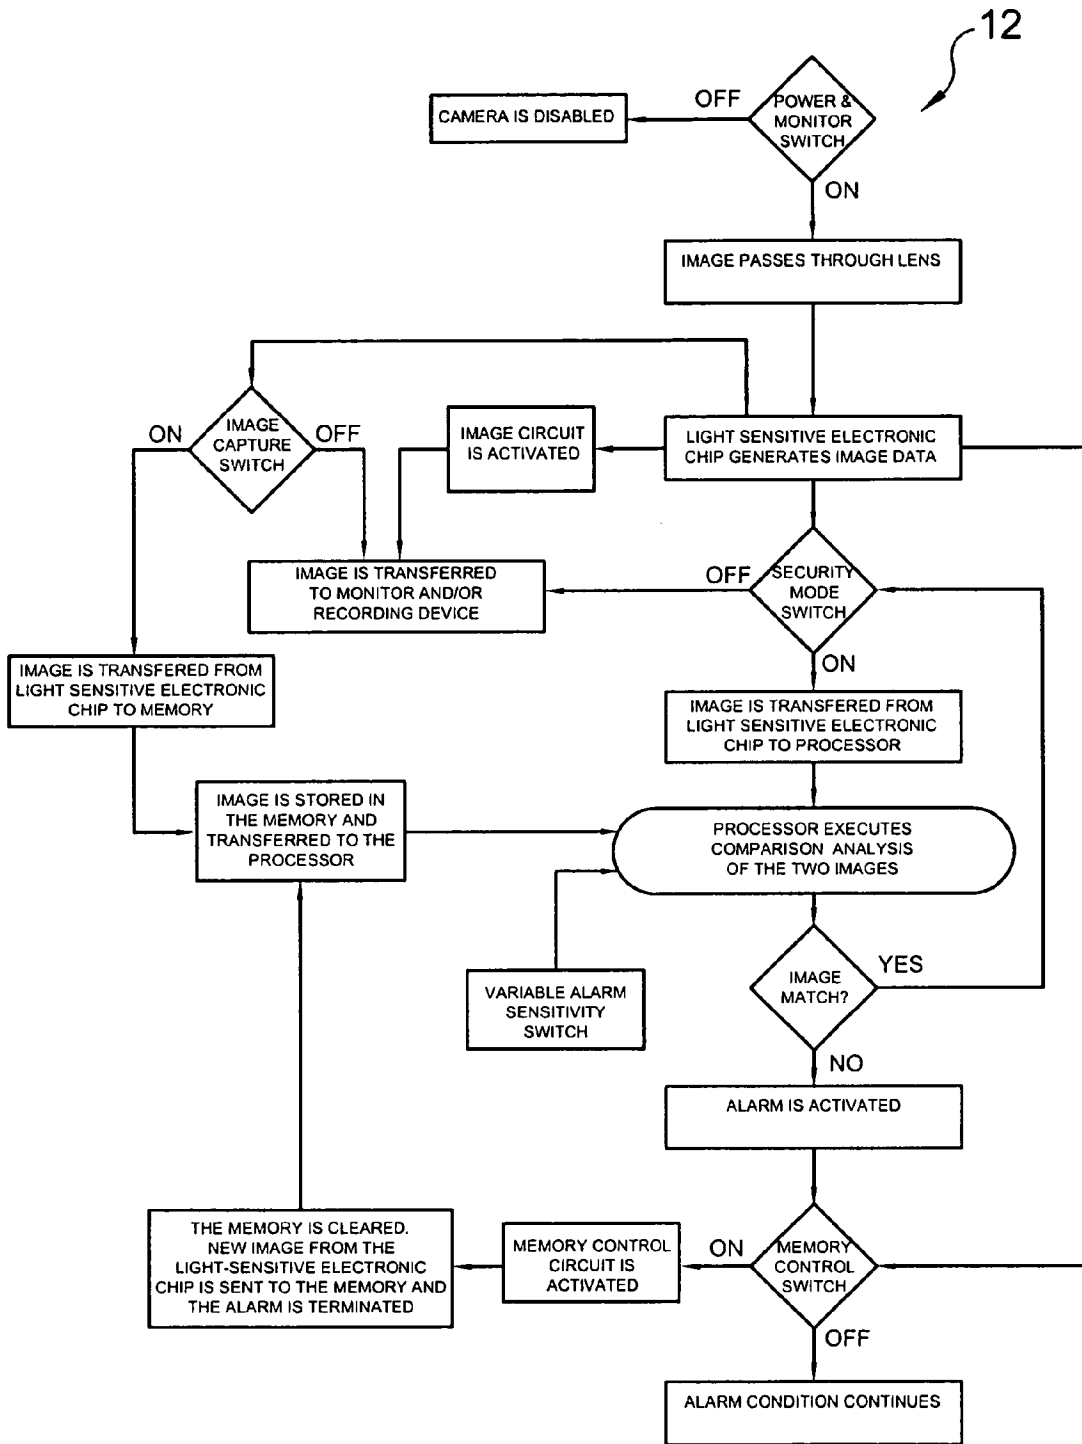 12
POWER &
MONITOR
SWITCH
OFF
CAMERA IS DISABLED
ON
IMAGE PASSES THROUGH LENS
IMAGE
CAPTURE
SWITCH
ON
OFF
IMAGE CIRCUIT
IS ACTIVATED
LIGHT SENSITIVE ELECTRONIC
CHIP GENERATES IMAGE DATA
IMAGE IS TRANSFERRED
TO MONITOR AND/OR
RECORDING DEVICE
OFF
SECURITY
MODE
SWITCH
ON
IMAGE IS TRANSFERED FROM
LIGHT SENSITIVE ELECTRONIC
CHIP TO MEMORY
IMAGE IS TRANSFERED FROM
LIGHT SENSITIVE ELECTRONIC
CHIP TO PROCESSOR
IMAGE IS STORED IN
THE MEMORY AND
TRANSFERRED TO THE
PROCESSOR
PROCESSOR EXECUTES
COMPARISON ANALYSIS
OF THE TWO IMAGES
VARIABLE ALARM
SENSITIVITY
SWITCH
IMAGE
MATCH?
YES
NO
ALARM IS ACTIVATED
THE MEMORY IS CLEARED.
NEW IMAGE FROM THE
LIGHT-SENSITIVE ELECTRONIC
CHIP IS SENT TO THE MEMORY AND
THE ALARM IS TERMINATED
MEMORY CONTROL
CIRCUIT IS
ACTIVATED
ON
MEMORY
CONTROL
SWITCH
OFF
ALARM CONDITION CONTINUES